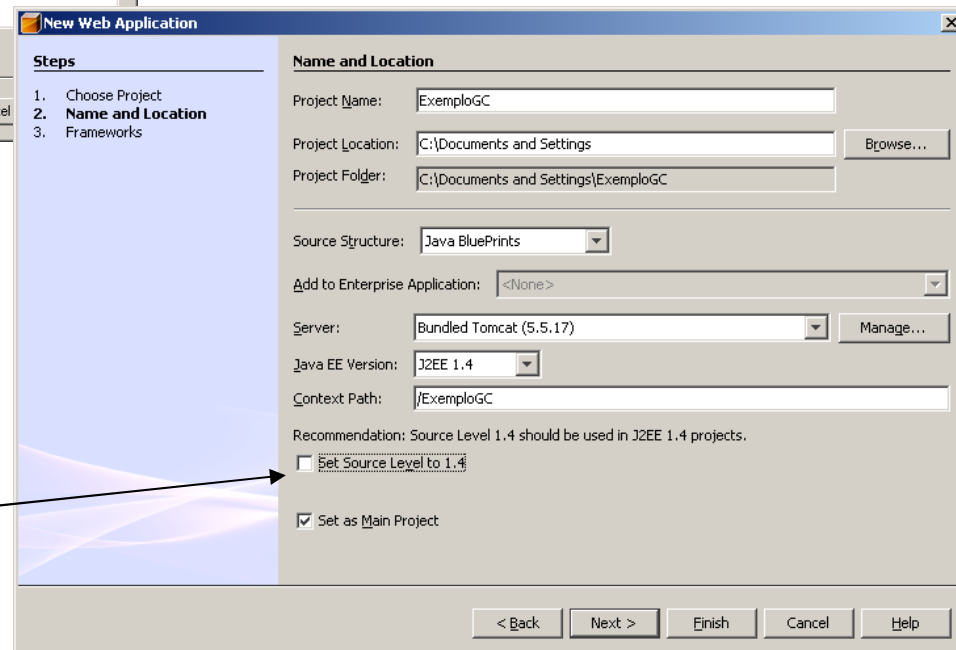 New Web Application
Steps
1. Choose Project
2. Name and Location
3. Frameworks
Name and Location
Project Name: ExemploGC
Project Location: C:\Documents and Settings Browse...
Project Folder: C:\Documents and Settings\ExemploGC
Source Structure: Java BluePrints
Add to Enterprise Application: <None>
Server: Bundled Tomcat (5.5.17) Manage...
Java EE Version: J2EE 1.4
Context Path: /ExemploGC
Recommendation: Source Level 1.4 should be used in J2EE 1.4 projects.
Set Source Level to 1.4
Set as Main Project
< Back Next > Finish Cancel Help